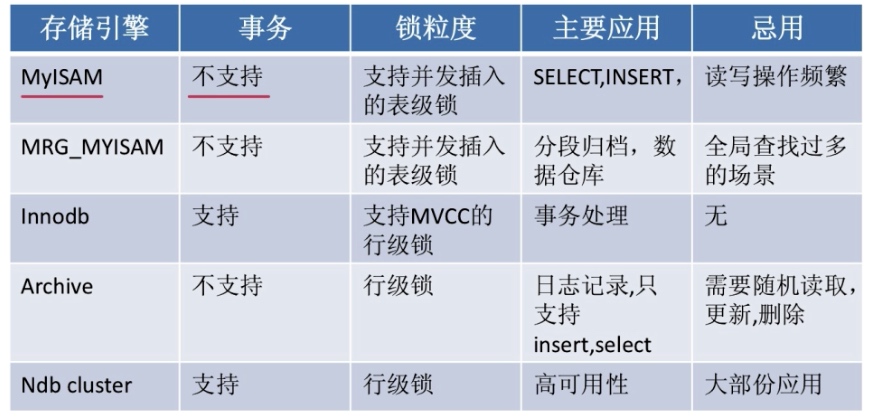 存储引擎 事务 锁粒度 主要应用 忌用
MyISAM 不支持 支持并发插入 SELECT,INSERT， 读写操作频繁
的表级锁
MRG_MYISAM 不支持 支持并发插入 分段归档，数 全局查找过多
的表级锁 据仓库 的场景
Innodb 支持 支持MVCC的 事务处理 无
行级锁
Archive 不支持 行级锁 日志记录,只 需要随机读取，
支持 更新,删除
insert,select
Ndb cluster 支持 行级锁 高可用性 大部份应用